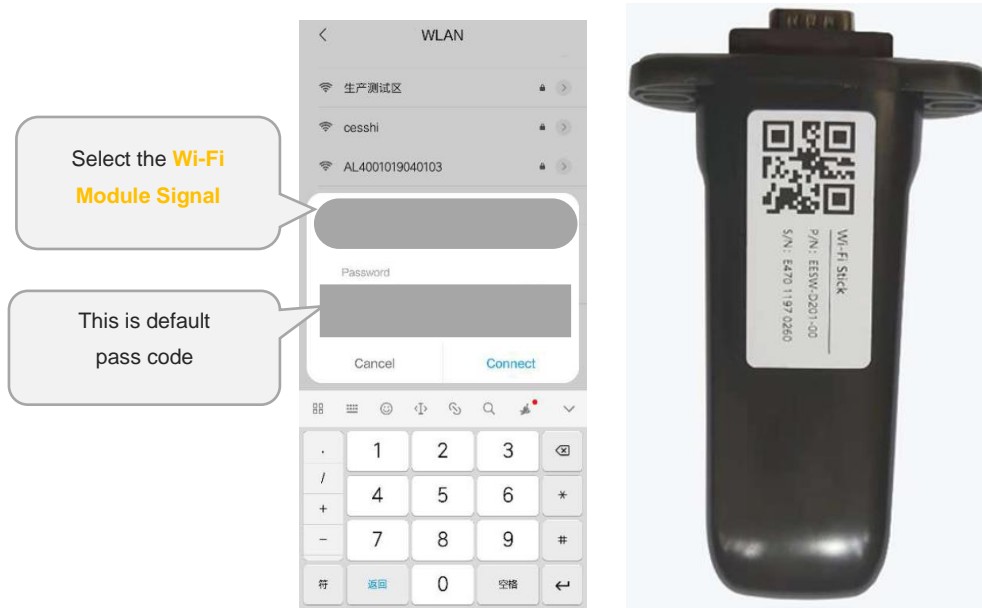 WLAN
生产测试区
cesshi
AL4001019040103
Select the Wi-Fi
Module Signal
Password
This is default
pass code
Cancel
Connect
.
1
2
3
/
4
5
6
*
+
-
7
8
9
#
符
返回
0
空格
Wi-Fi Stick
P/N: EESW-D201-00
S/N: E470 1197 0260